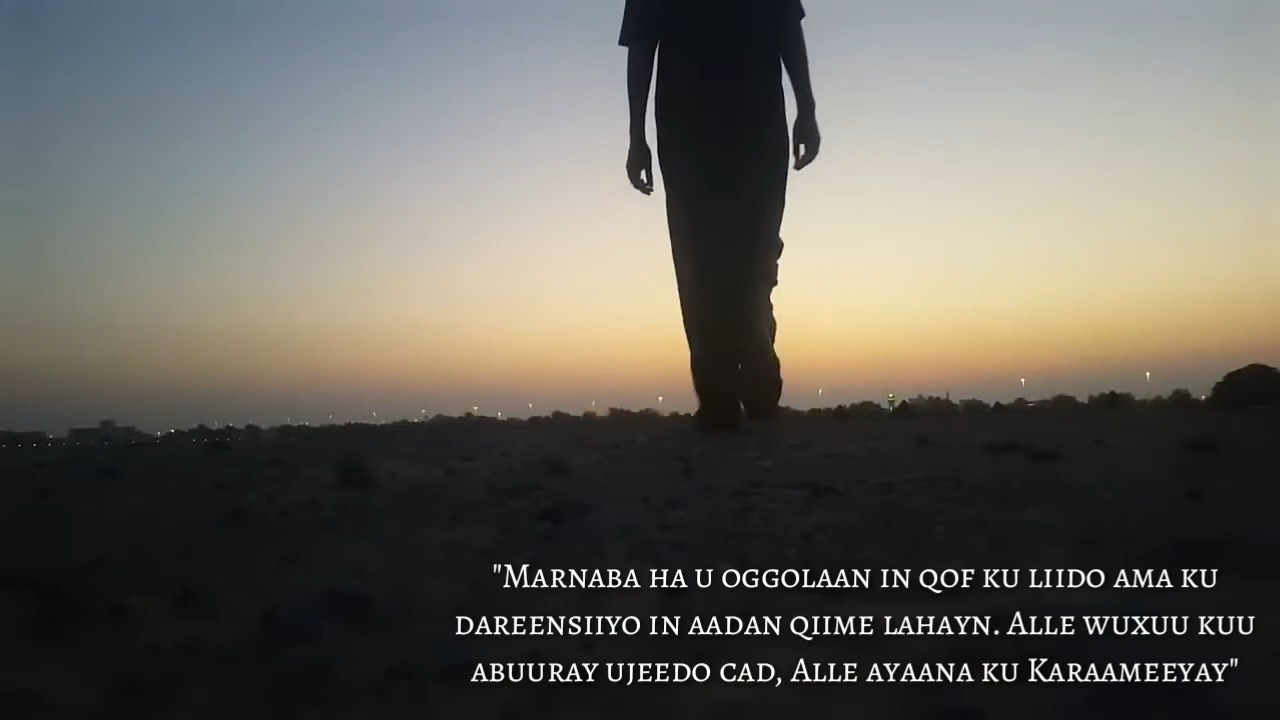 "Marnaba ha u oggolaan in qof ku liido ama ku
dareensiiyo in aadan qiime lahayn. Alle wuxuu kuu
abuuray ujeedo cad, Alle ayaana ku Karaameeyay"